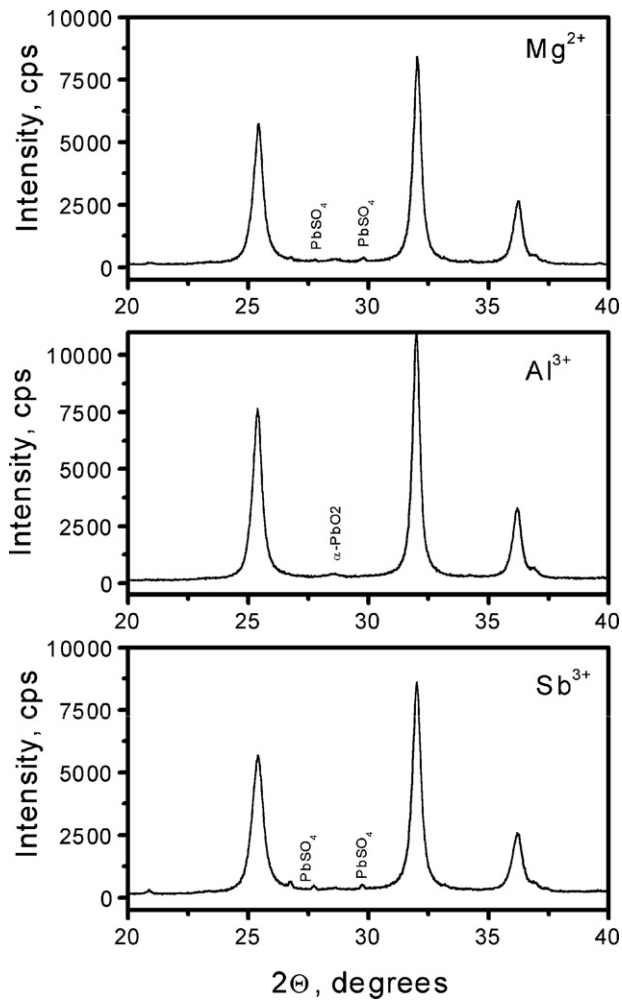 10000
7500
5000
2500
0
Intensity, cps
Mg²⁺
PbSO₄
PbSO₄
20 25 30 35 40
10000
7500
5000
2500
0
Intensity, cps
Al³⁺
α-PbO2
20 25 30 35 40
10000
7500
5000
2500
0
Intensity, cps
Sb³⁺
PbSO₄
PbSO₄
20 25 30 35 40
2Θ, degrees